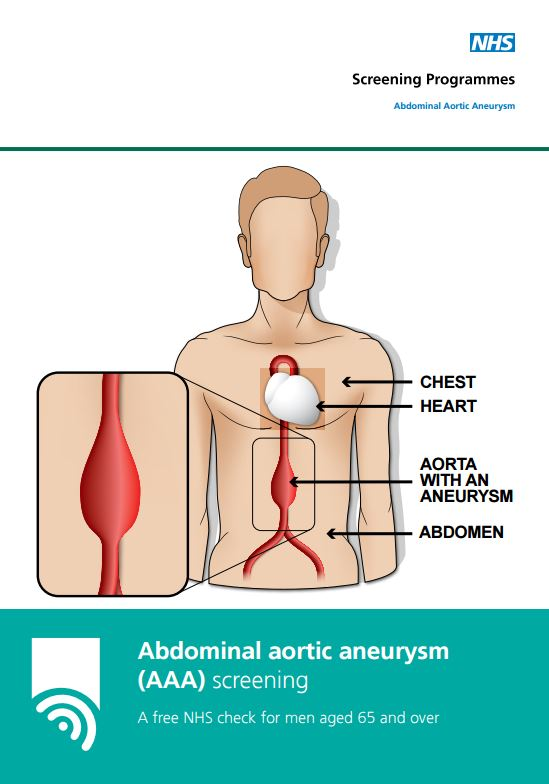 NHS
Screening Programmes
Abdominal Aortic Aneurysm
CHEST
HEART
AORTA
WITH AN
ANEURYSM
ABDOMEN
Abdominal aortic aneurysm
(AAA) screening
A free NHS check for men aged 65 and over